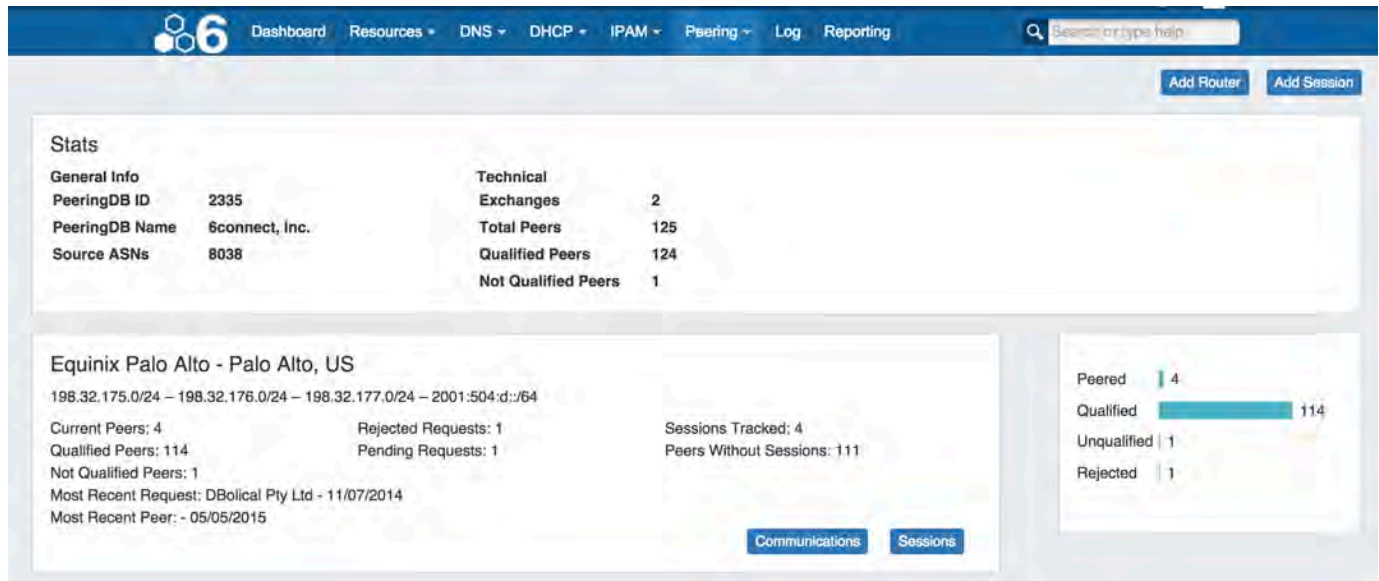 6 Dashboard Resources DNS DHCP IPAM Peering Log Reporting Search or type help
Add Router Add Session
Stats
General Info Technical
PeeringDB ID 2335 Exchanges 2
PeeringDB Name 6connect, Inc. Total Peers 125
Source ASNs 8038 Qualified Peers 124
Not Qualified Peers 1
Equinix Palo Alto - Palo Alto, US
198.32.175.0/24 – 198.32.176.0/24 – 198.32.177.0/24 – 2001:504:d::/64
Current Peers: 4 Rejected Requests: 1 Sessions Tracked: 4
Qualified Peers: 114 Pending Requests: 1 Peers Without Sessions: 111
Not Qualified Peers: 1
Most Recent Request: DBolical Pty Ltd - 11/07/2014
Most Recent Peer: - 05/05/2015
Communications Sessions
Peered 4
Qualified 114
Unqualified 1
Rejected 1